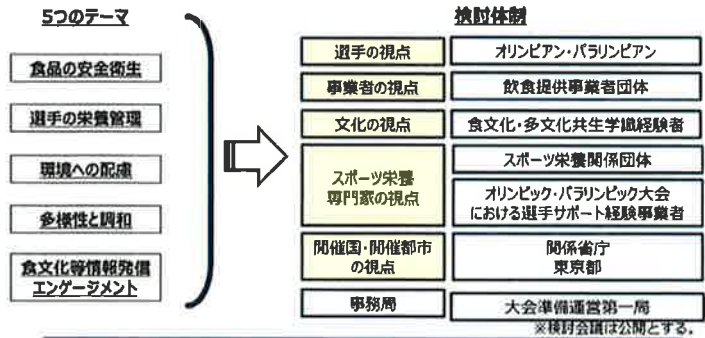 5つのテーマ
食品の安全衛生
選手の栄養管理
環境への配慮
多様性と調和
食文化等情報発信
エンゲージメント
検討体制
選手の視点
オリンピアン・パラリンピアン
事業者の視点
飲食提供事業者団体
文化の視点
食文化・多文化共生学識経験者
スポーツ栄養
専門家の視点
スポーツ栄養関係団体
オリンピック・パラリンピック大会
における選手サポート経験事業者
開催国・開催都市
の視点
関係省庁
東京都
事務局
大会準備運営第一局
※検討会議は公開とする。